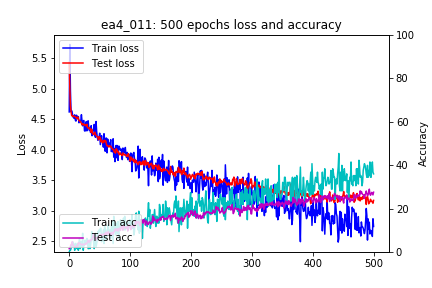 ea4_011: 500 epochs loss and accuracy
Train loss
Test loss
Train acc
Test acc
Loss
Accuracy
5.5
5.0
4.5
4.0
3.5
3.0
2.5
100
80
60
40
20
0
0
100
200
300
400
500